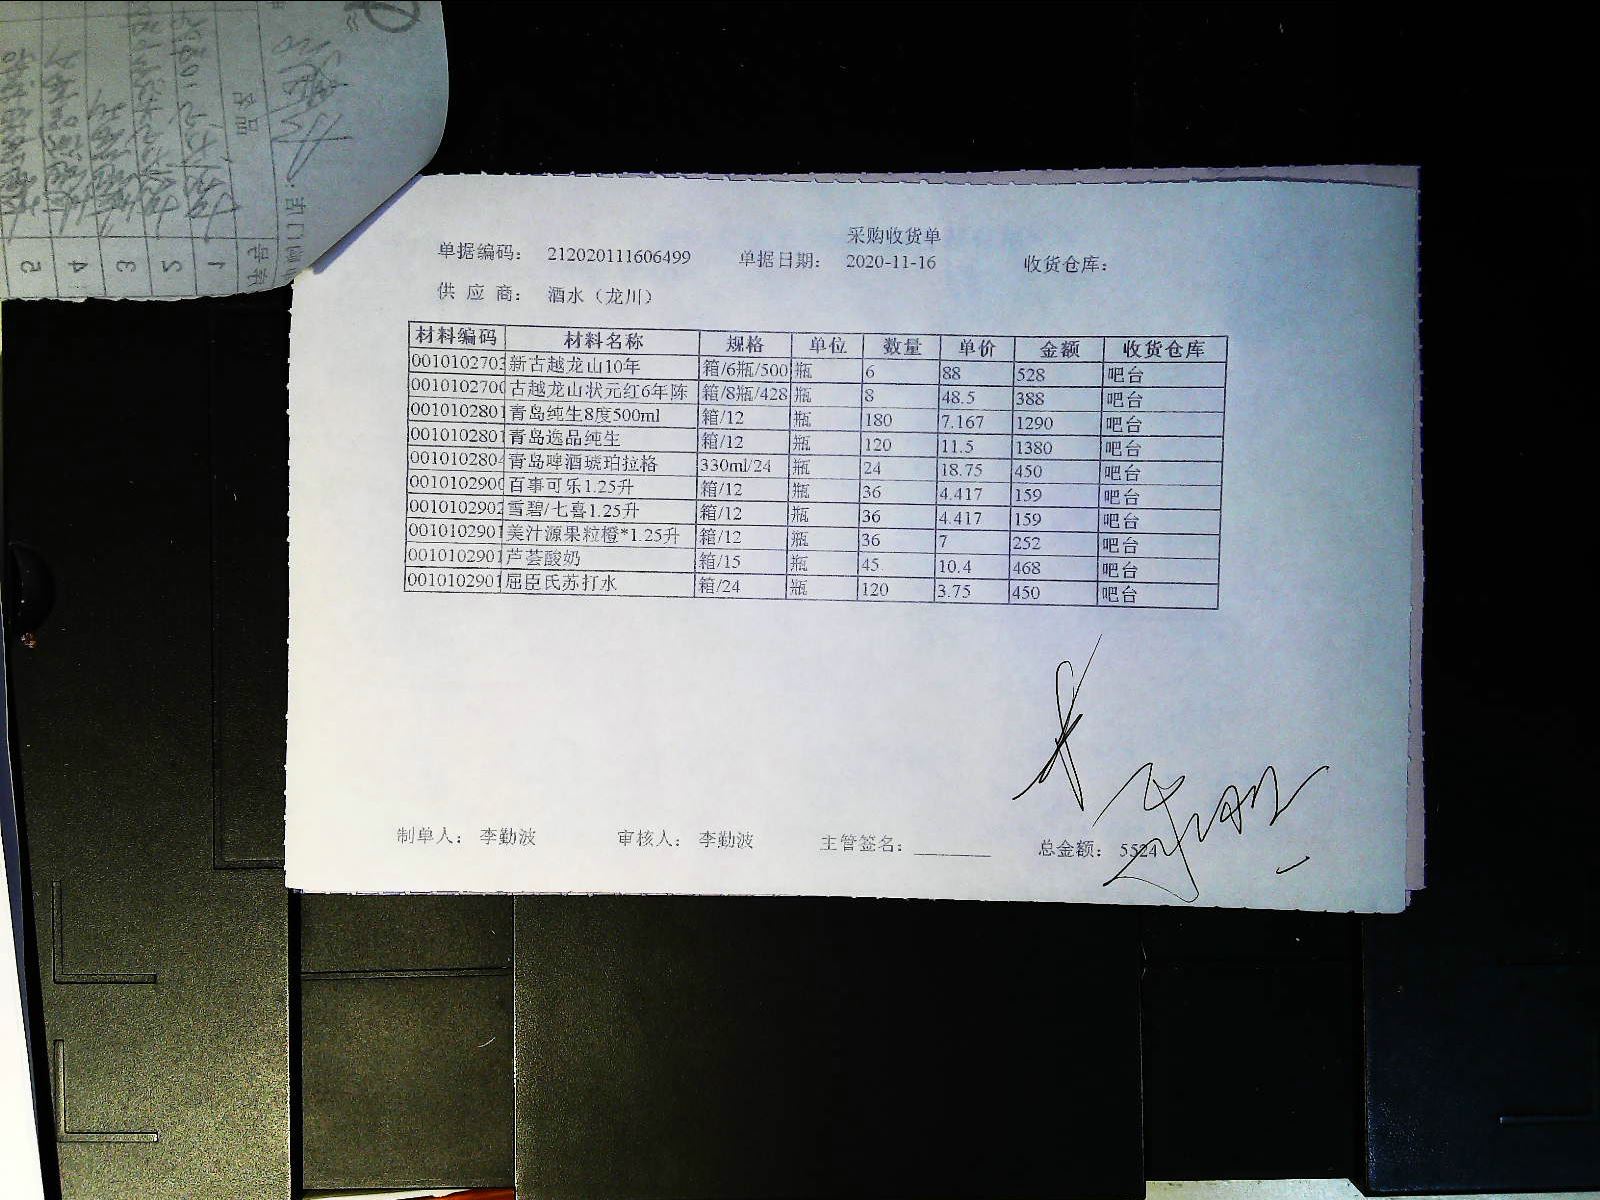 采购收货单
单据编码： 212020111606499 单据日期： 2020-11-16 收货仓库：
供 应 商： 酒水（龙川）
材料编码 材料名称 规格 单位 数量 单价 金额 收货仓库
0010102703 新古越龙山10年 箱/6瓶/500 瓶 6 88 528 吧台
001010270 古越龙山状元红6年陈 箱/8瓶/428 瓶 8 48.5 388 吧台
0010102801 青岛纯生8度500ml 箱/12 瓶 180 7.167 1290 吧台
0010102801 青岛逸品纯生 箱/12 瓶 120 11.5 1380 吧台
001010280 青岛啤酒琥珀拉格 330ml/24 瓶 24 18.75 450 吧台
001010290 百事可乐1.25升 箱/12 瓶 36 4.417 159 吧台
0010102902 雪碧/七喜1.25升 箱/12 瓶 36 4.417 159 吧台
0010102901 美汁源果粒橙*1.25升 箱/12 瓶 36 7 252 吧台
0010102901 芦荟酸奶 箱/15 瓶 45 10.4 468 吧台
0010102901 屈臣氏苏打水 箱/24 瓶 120 3.75 450 吧台
制单人： 李勤波 审核人： 李勤波 主管签名： 总金额： 5524
品名
序号
1
2
3
4
5